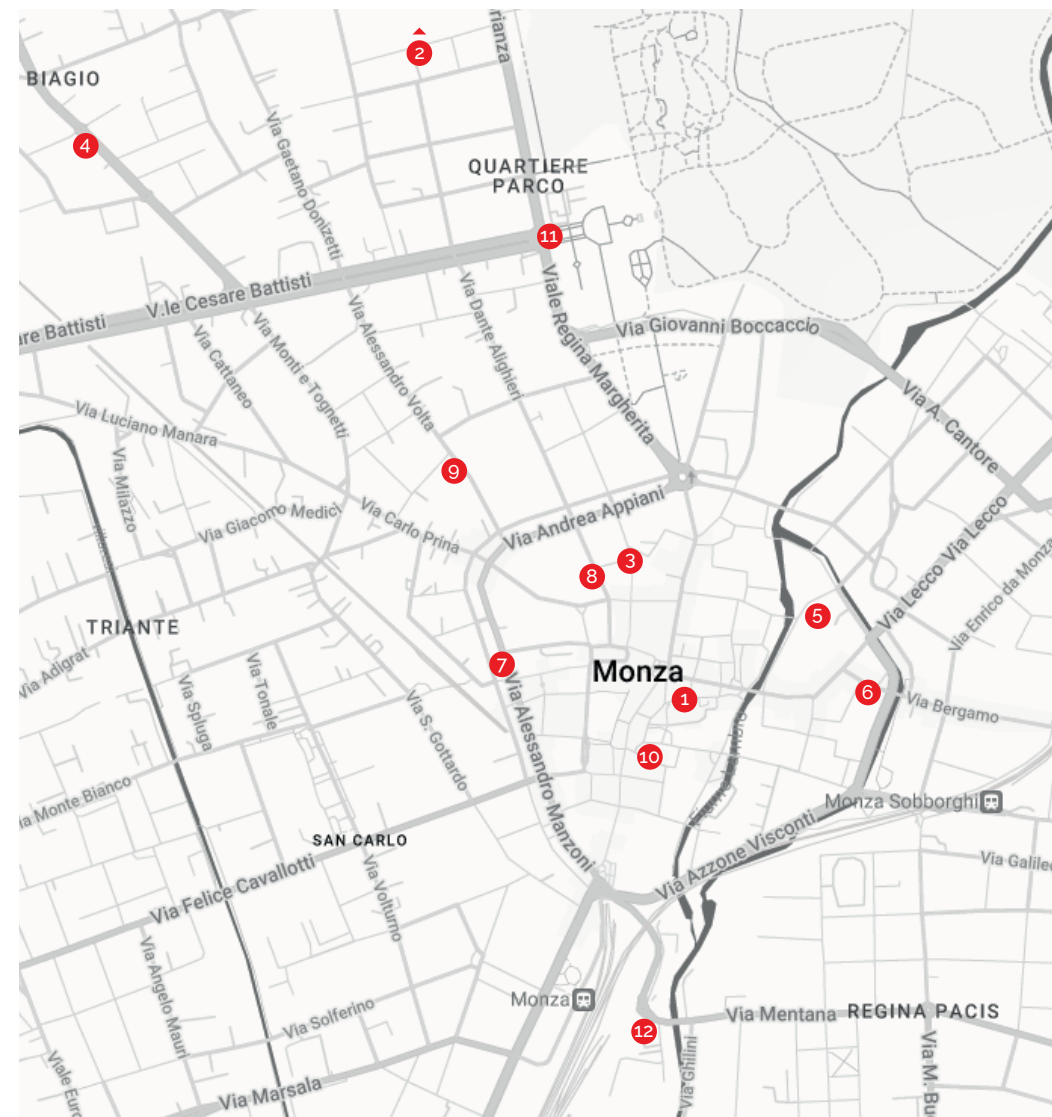 rianza
2
BIAGIO
4
Via Gaetano Donizetti
QUARTIERE
PARCO
11
V.le Cesare Battisti
are Battisti
Viale Regina Margherita
Via Giovanni Boccaccio
Via Dante Alighieri
Via Alessandro Volta
Via Monti e Tognetti
Via Cattaneo
Via A. Cantore
Via Luciano Manara
Via Milazzo
9
Via Giacomo Medici
Via Carlo Prina
Via Andrea Appiani
Via Lecco
Via Lecco
Via Enrico da Monza
3
8
5
TRIANTE
Via Adigrat
Via Spluga
Via Tonale
7
Monza
1
6
Via Bergamo
Via S. Gottardo
Via Alessandro Manzoni
10
ia Monte Bianco
Monza Sobborghi
SAN CARLO
Via Azzone Visconti
Via Felice Cavallotti
Via Volturno
Via Galileo
Via Angelo Mauri
Monza
Via Solferino
12
Via Mentana
REGINA PACIS
Via Ghilini
Via M. Bu
Viale Euro
Via Marsala